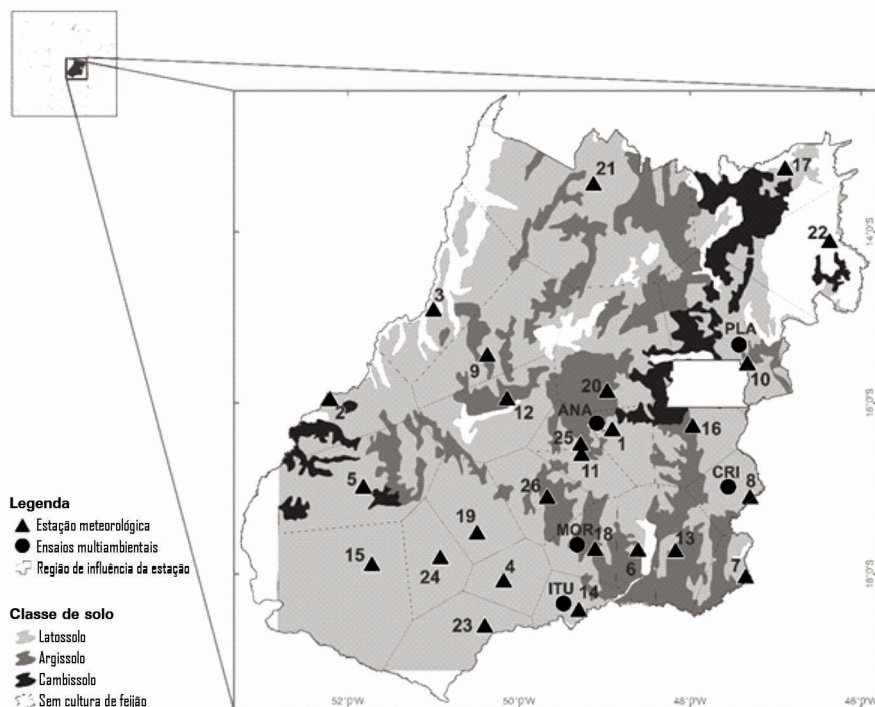 21
17
14°0'S
22
3
PLA
9
10
20
16°0'S
2
12
ANA
1
16
25
11
CRI
5
8
26
Legenda
Estação meteorológica
19
MOR
18
13
Ensaios multiambientais
6
Região de influência da estação
15
24
4
7
18°0'S
ITU
14
Classe de solo
23
Latossolo
Argissolo
Cambissolo
Sem cultura de feijão
52°0'W
50°0'W
48°0'W
46°0'W